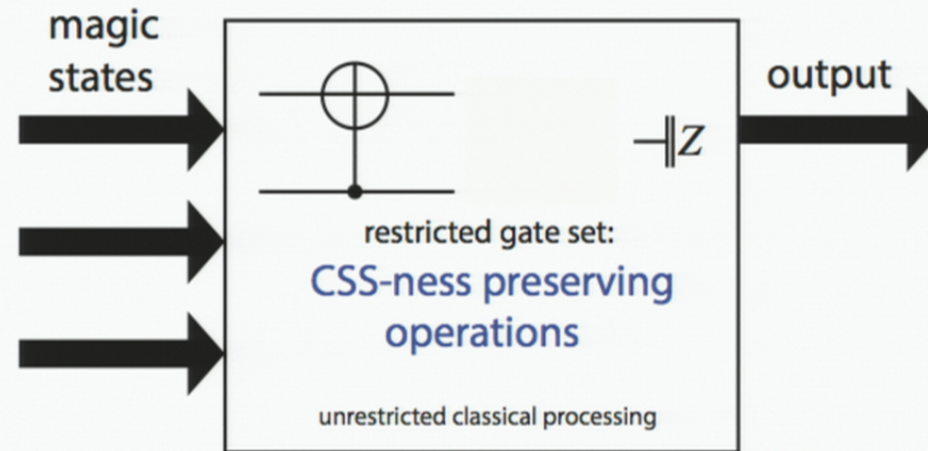 magic
states
output
Z
restricted gate set:
CSS-ness preserving
operations
unrestricted classical processing